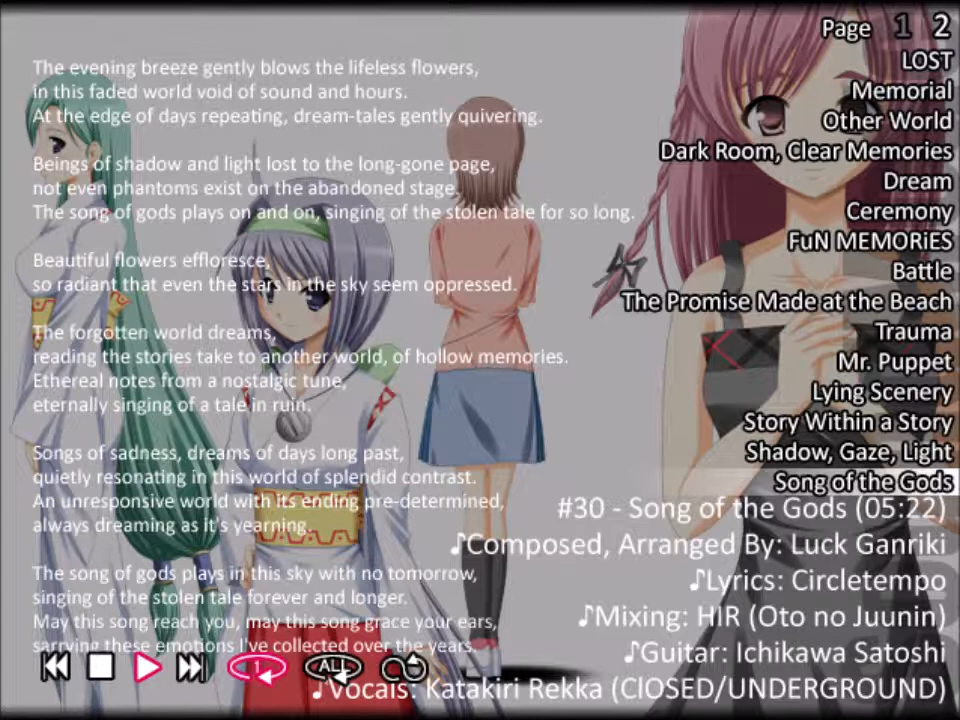 The evening breeze gently blows the lifeless flowers,
in this faded world void of sound and hours.
At the edge of days repeating, dream-tales gently quivering.
Beings of shadow and light lost to the long-gone page,
not even phantoms exist on the abandoned stage.
The song of gods plays on and on, singing of the stolen tale for so long.
Beautiful flowers effloresce,
so radiant that even the stars in the sky seem oppressed.
The forgotten world dreams,
reading the stories take to another world, of hollow memories.
Ethereal notes from a nostalgic tune,
eternally singing of a tale in ruin.
Songs of sadness, dreams of days long past,
quietly resonating in this world of splendid contrast.
An unresponsive world with its ending pre-determined,
always dreaming as it's yearning.
The song of gods plays in this sky with no tomorrow,
singing of the stolen tale forever and longer.
May this song reach you, may this song grace your ears,
sarrying these emotions I've collected over the years.
1 ALL
Page 1 2
LOST
Memorial
Other World
Dark Room, Clear Memories
Dream
Ceremony
FuN MEMORiES
Battle
The Promise Made at the Beach
Trauma
Mr. Puppet
Lying Scenery
Story Within a Story
Shadow, Gaze, Light
Song of the Gods
#30 - Song of the Gods (05:22)
♪Composed, Arranged By: Luck Ganriki
♪Lyrics: Circletempo
♪Mixing: HIR (Oto no Juunin)
♪Guitar: Ichikawa Satoshi
♪Vocals: Katakiri Rekka (ClOSED/UNDERGROUND)